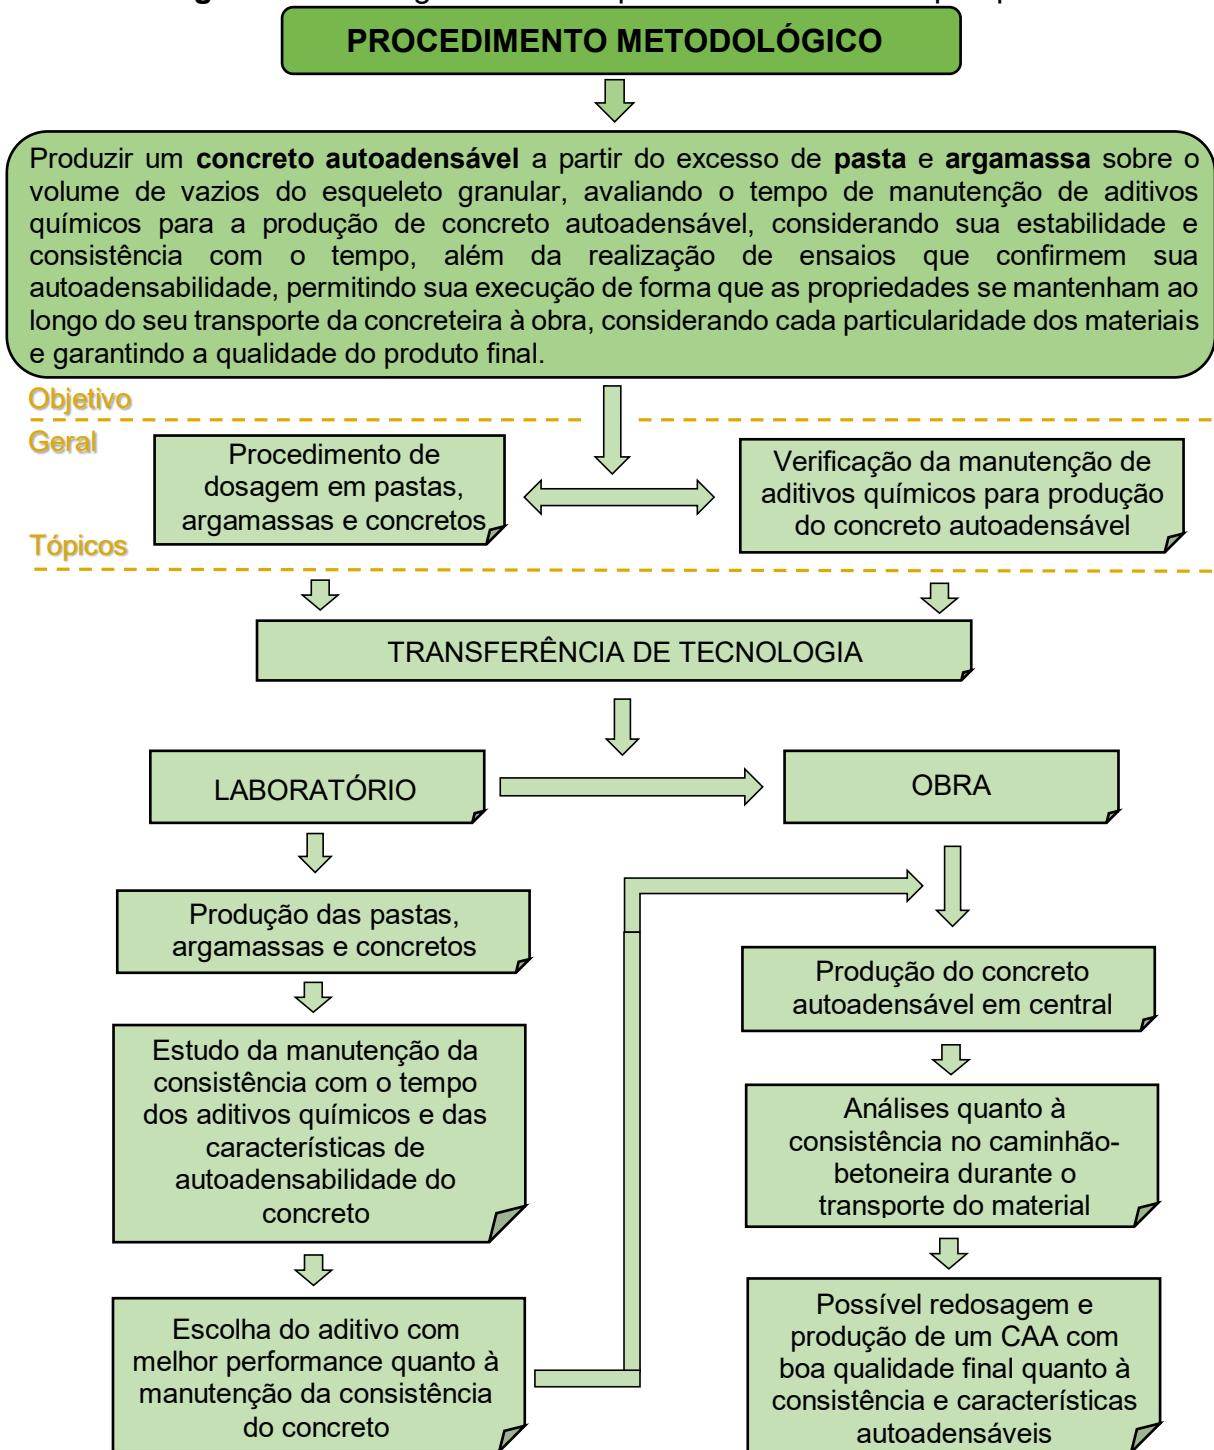 PROCEDIMENTO METODOLÓGICO
Produzir um concreto autoadensável a partir do excesso de pasta e argamassa sobre o
volume de vazios do esqueleto granular, avaliando o tempo de manutenção de aditivos
químicos para a produção de concreto autoadensável, considerando sua estabilidade e
consistência com o tempo, além da realização de ensaios que confirmem sua
autoadensabilidade, permitindo sua execução de forma que as propriedades se mantenham ao
longo do seu transporte da concreteira à obra, considerando cada particularidade dos materiais
e garantindo a qualidade do produto final.
Objetivo
Geral
Procedimento de
dosagem em pastas,
argamassas e concretos
Verificação da manutenção de
aditivos químicos para produção
do concreto autoadensável
Tópicos
TRANSFERÊNCIA DE TECNOLOGIA
LABORATÓRIO
OBRA
Produção das pastas,
argamassas e concretos
Estudo da manutenção da
consistência com o tempo
dos aditivos químicos e das
características de
autoadensabilidade do
concreto
Escolha do aditivo com
melhor performance quanto à
manutenção da consistência
do concreto
Produção do concreto
autoadensável em central
Análises quanto à
consistência no caminhão-
betoneira durante o
transporte do material
Possível redosagem e
produção de um CAA com
boa qualidade final quanto à
consistência e características
autoadensáveis